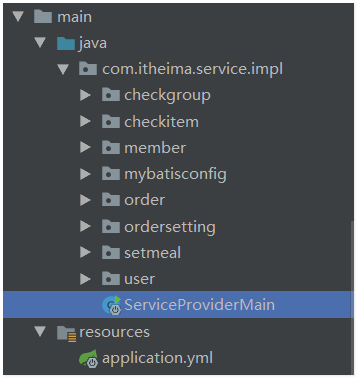 main
java
com.itheima.service.impl
checkgroup
checkitem
member
mybatisconfig
order
ordersetting
setmeal
user
ServiceProviderMain
resources
application.yml